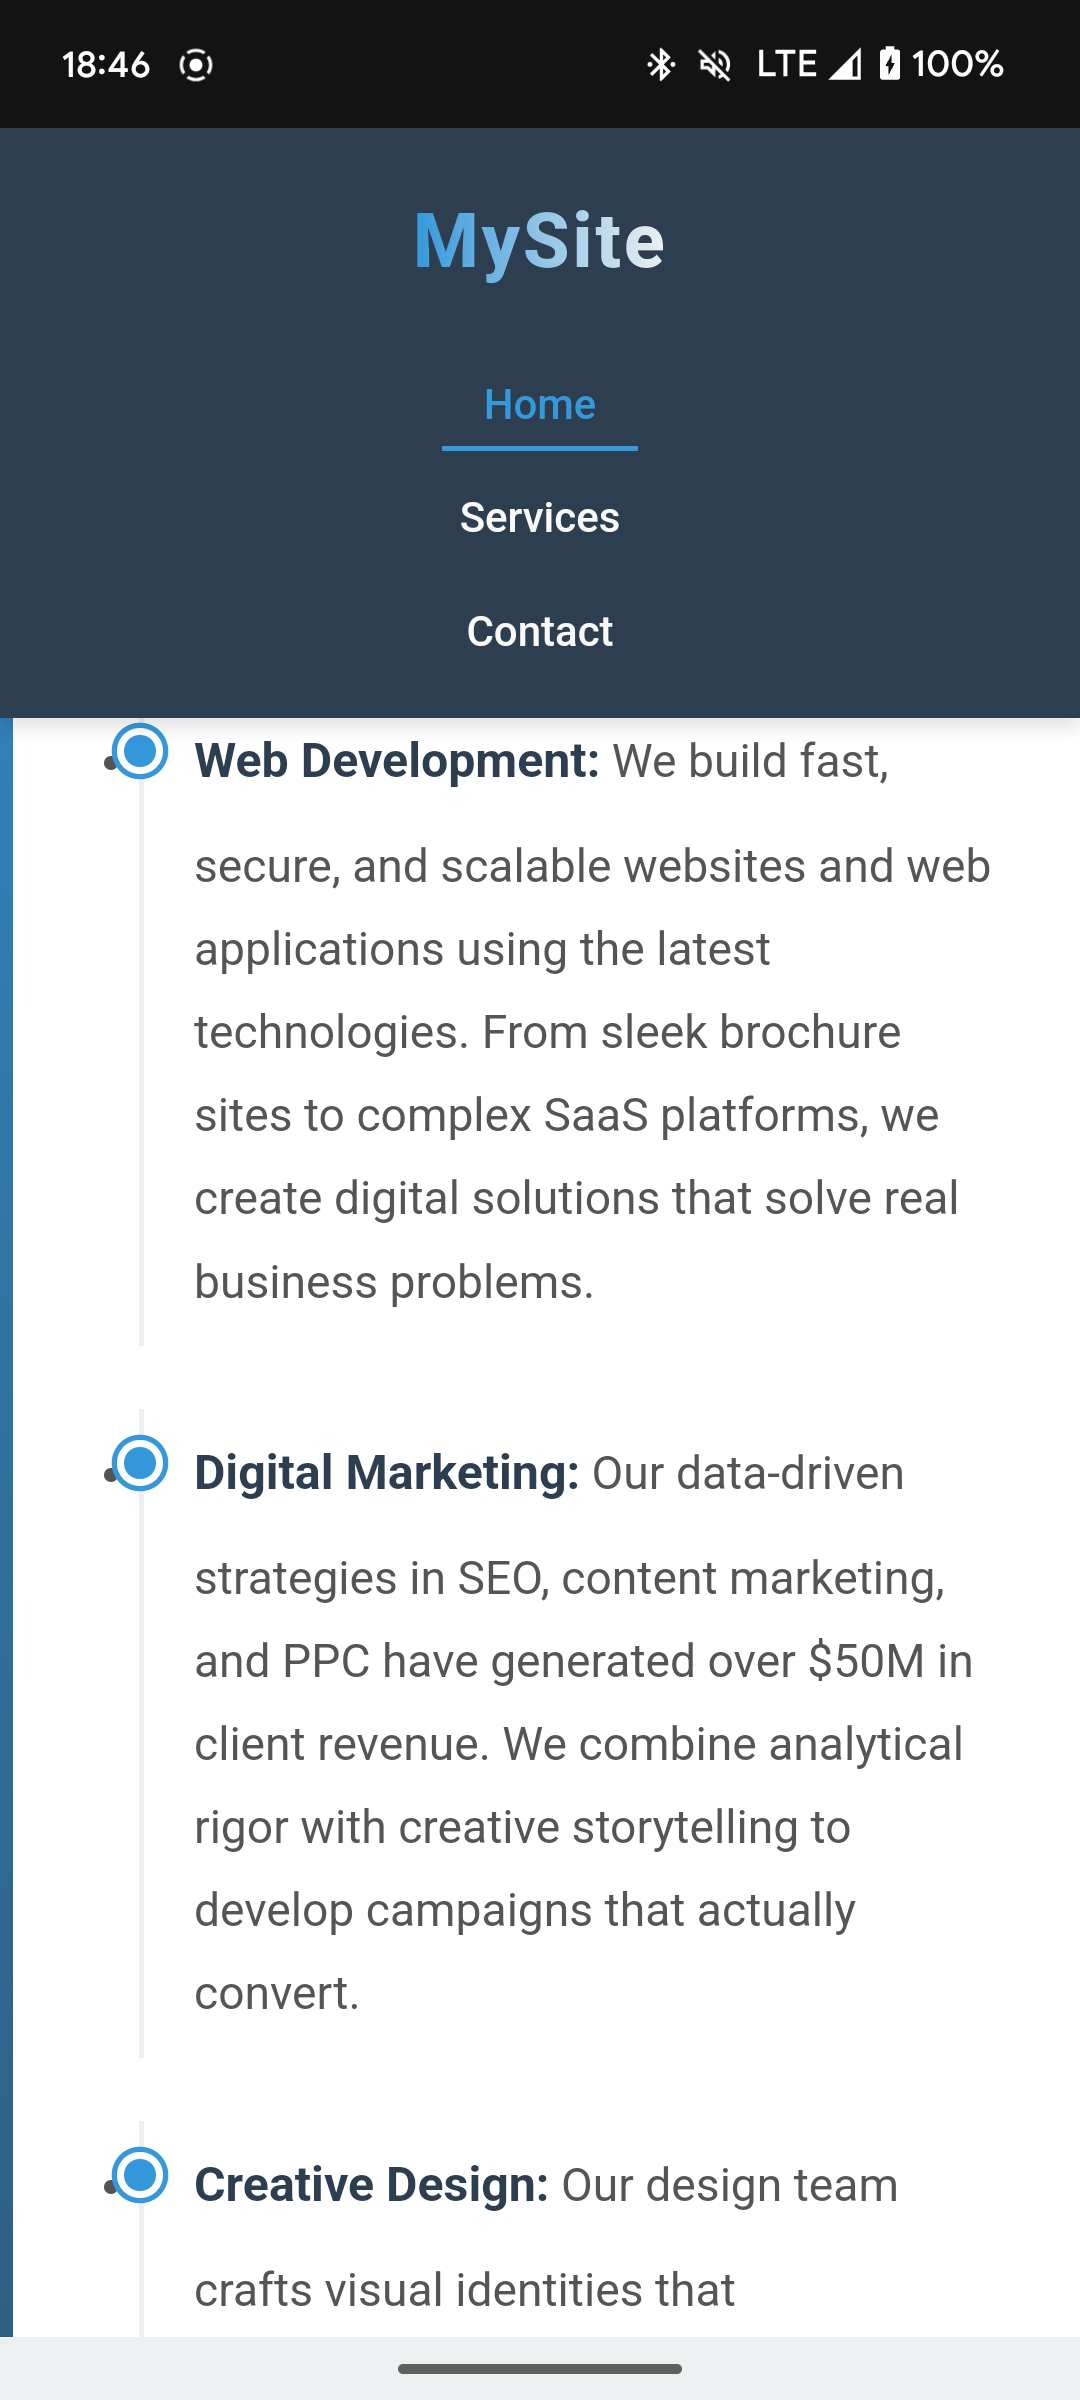 18:46 LTE 100%
MySite
Home
Services
Contact
Web Development: We build fast,
secure, and scalable websites and web
applications using the latest
technologies. From sleek brochure
sites to complex SaaS platforms, we
create digital solutions that solve real
business problems.
Digital Marketing: Our data-driven
strategies in SEO, content marketing,
and PPC have generated over $50M in
client revenue. We combine analytical
rigor with creative storytelling to
develop campaigns that actually
convert.
Creative Design: Our design team
crafts visual identities that